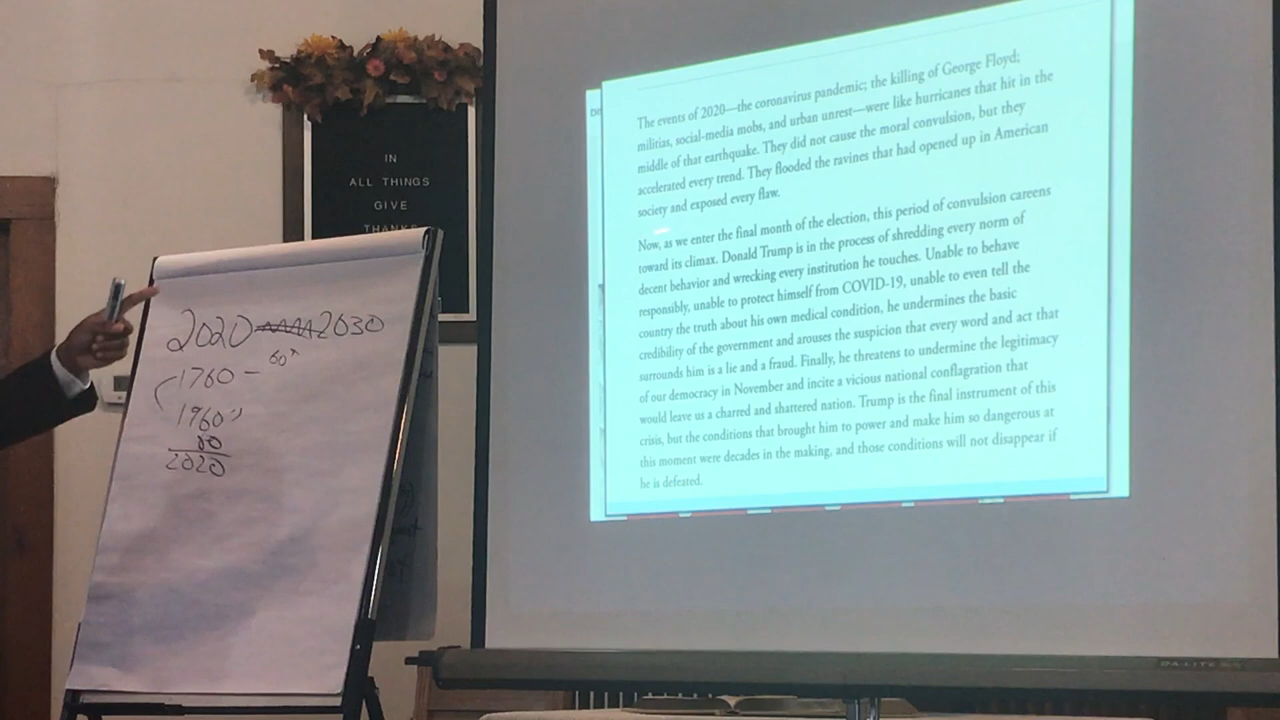 IN
ALL THINGS
GIVE
THANKS
2020 2030
60
1760 –
1960
2020
The events of 2020—the coronavirus pandemic; the killing of George Floyd;
militias, social-media mobs, and urban unrest—were like hurricanes that hit in the
middle of that earthquake. They did not cause the moral convulsion, but they
accelerated every trend. They flooded the ravines that had opened up in American
society and exposed every flaw.
Now, as we enter the final month of the election, this period of convulsion careens
toward its climax. Donald Trump is in the process of shredding every norm of
decent behavior and wrecking every institution he touches. Unable to behave
responsibly, unable to protect himself from COVID-19, unable to even tell the
country the truth about his own medical condition, he undermines the basic
credibility of the government and arouses the suspicion that every word and act that
surrounds him is a lie and a fraud. Finally, he threatens to undermine the legitimacy
of our democracy in November and incite a vicious national conflagration that
would leave us a charred and shattered nation. Trump is the final instrument of this
crisis, but the conditions that brought him to power and make him so dangerous at
this moment were decades in the making, and those conditions will not disappear if
he is defeated.
DA-LITE